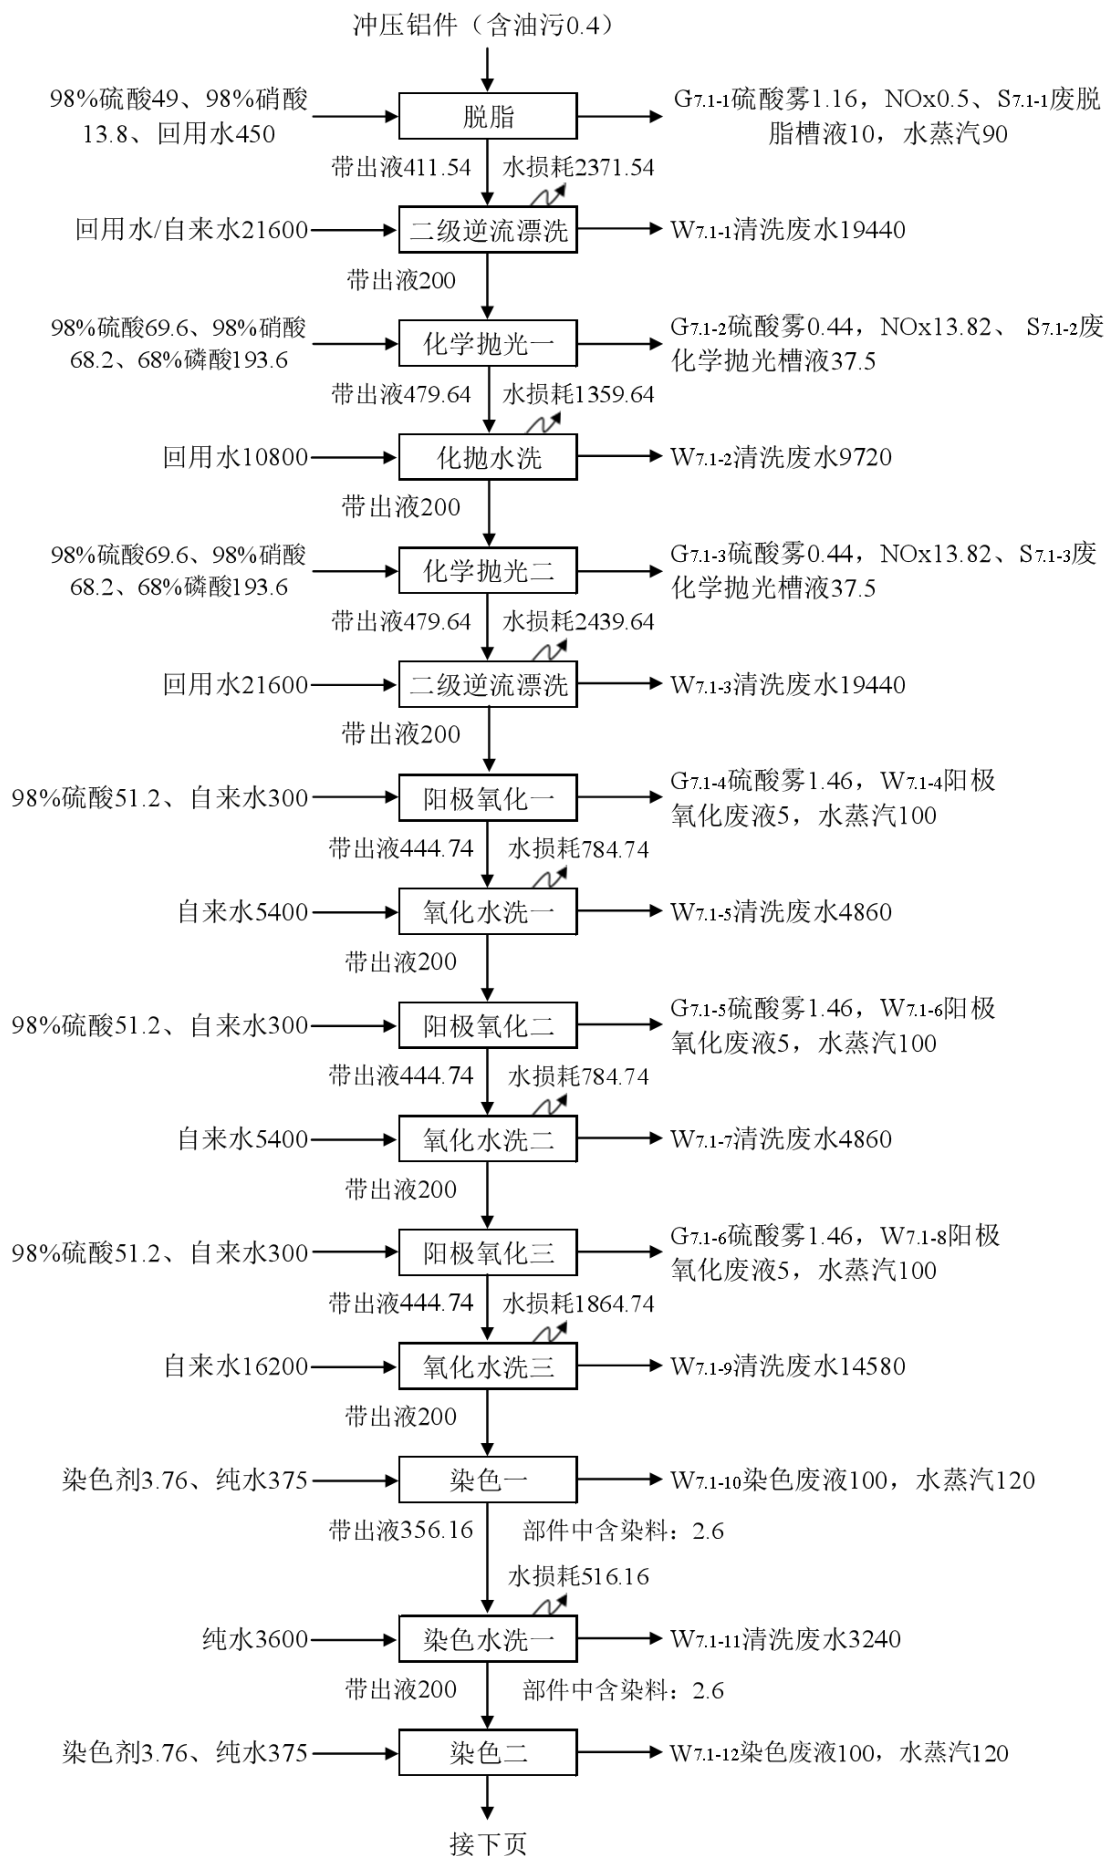 冲压铝件（含油污0.4）
98%硫酸49、98%硝酸
13.8、回用水450
脱脂
G7.1-1硫酸雾1.16，NOx0.5、S7.1-1废脱
脂槽液10，水蒸汽90
带出液411.54
水损耗2371.54
回用水/自来水21600
二级逆流漂洗
W7.1-1清洗废水19440
带出液200
98%硫酸69.6、98%硝酸
68.2、68%磷酸193.6
化学抛光一
G7.1-2硫酸雾0.44，NOx13.82、 S7.1-2废
化学抛光槽液37.5
带出液479.64
水损耗1359.64
回用水10800
化抛水洗
W7.1-2清洗废水9720
带出液200
98%硫酸69.6、98%硝酸
68.2、68%磷酸193.6
化学抛光二
G7.1-3硫酸雾0.44，NOx13.82、S7.1-3废
化学抛光槽液37.5
带出液479.64
水损耗2439.64
回用水21600
二级逆流漂洗
W7.1-3清洗废水19440
带出液200
98%硫酸51.2、自来水300
阳极氧化一
G7.1-4硫酸雾1.46，W7.1-4阳极
氧化废液5，水蒸汽100
带出液444.74
水损耗784.74
自来水5400
氧化水洗一
W7.1-5清洗废水4860
带出液200
98%硫酸51.2、自来水300
阳极氧化二
G7.1-5硫酸雾1.46，W7.1-6阳极
氧化废液5，水蒸汽100
带出液444.74
水损耗784.74
自来水5400
氧化水洗二
W7.1-7清洗废水4860
带出液200
98%硫酸51.2、自来水300
阳极氧化三
G7.1-6硫酸雾1.46，W7.1-8阳极
氧化废液5，水蒸汽100
带出液444.74
水损耗1864.74
自来水16200
氧化水洗三
W7.1-9清洗废水14580
带出液200
染色剂3.76、纯水375
染色一
W7.1-10染色废液100，水蒸汽120
带出液356.16
部件中含染料：2.6
水损耗516.16
纯水3600
染色水洗一
W7.1-11清洗废水3240
带出液200
部件中含染料：2.6
染色剂3.76、纯水375
染色二
W7.1-12染色废液100，水蒸汽120
接下页